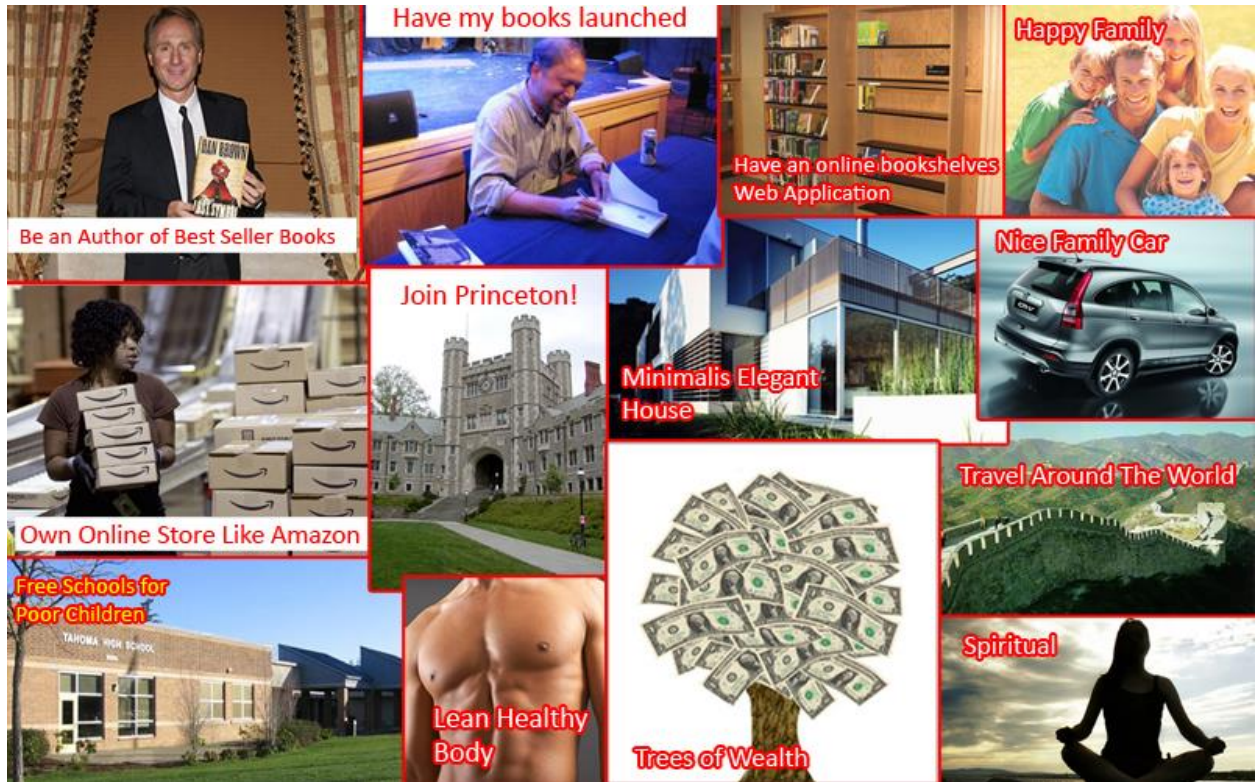 Have my books launched
Happy Family
DAN BROWN
Have an online bookshelves
Web Application
Be an Author of Best Seller Books
Nice Family Car
Join Princeton!
Minimalis Elegant
House
Travel Around The World
Own Online Store Like Amazon
Free Schools for
Poor Children
TAHOMA HIGH SCHOOL
Spiritual
Lean Healthy
Body
Trees of Wealth